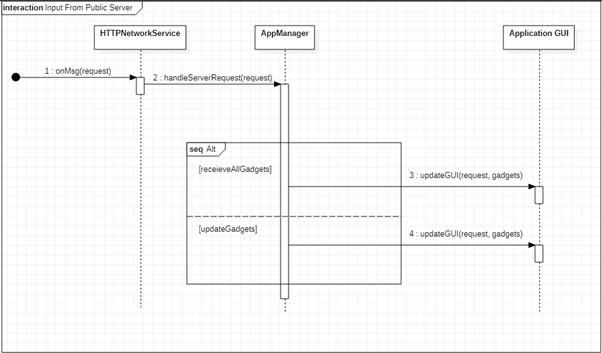 interaction Input From Public Server
HTTPNetworkService
AppManager
Application GUI
1 : onMsg(request)
2 : handleServerRequest(request)
seq Alt
[receieveAllGadgets]
3 : updateGUI(request, gadgets)
[updateGadgets]
4 : updateGUI(request, gadgets)